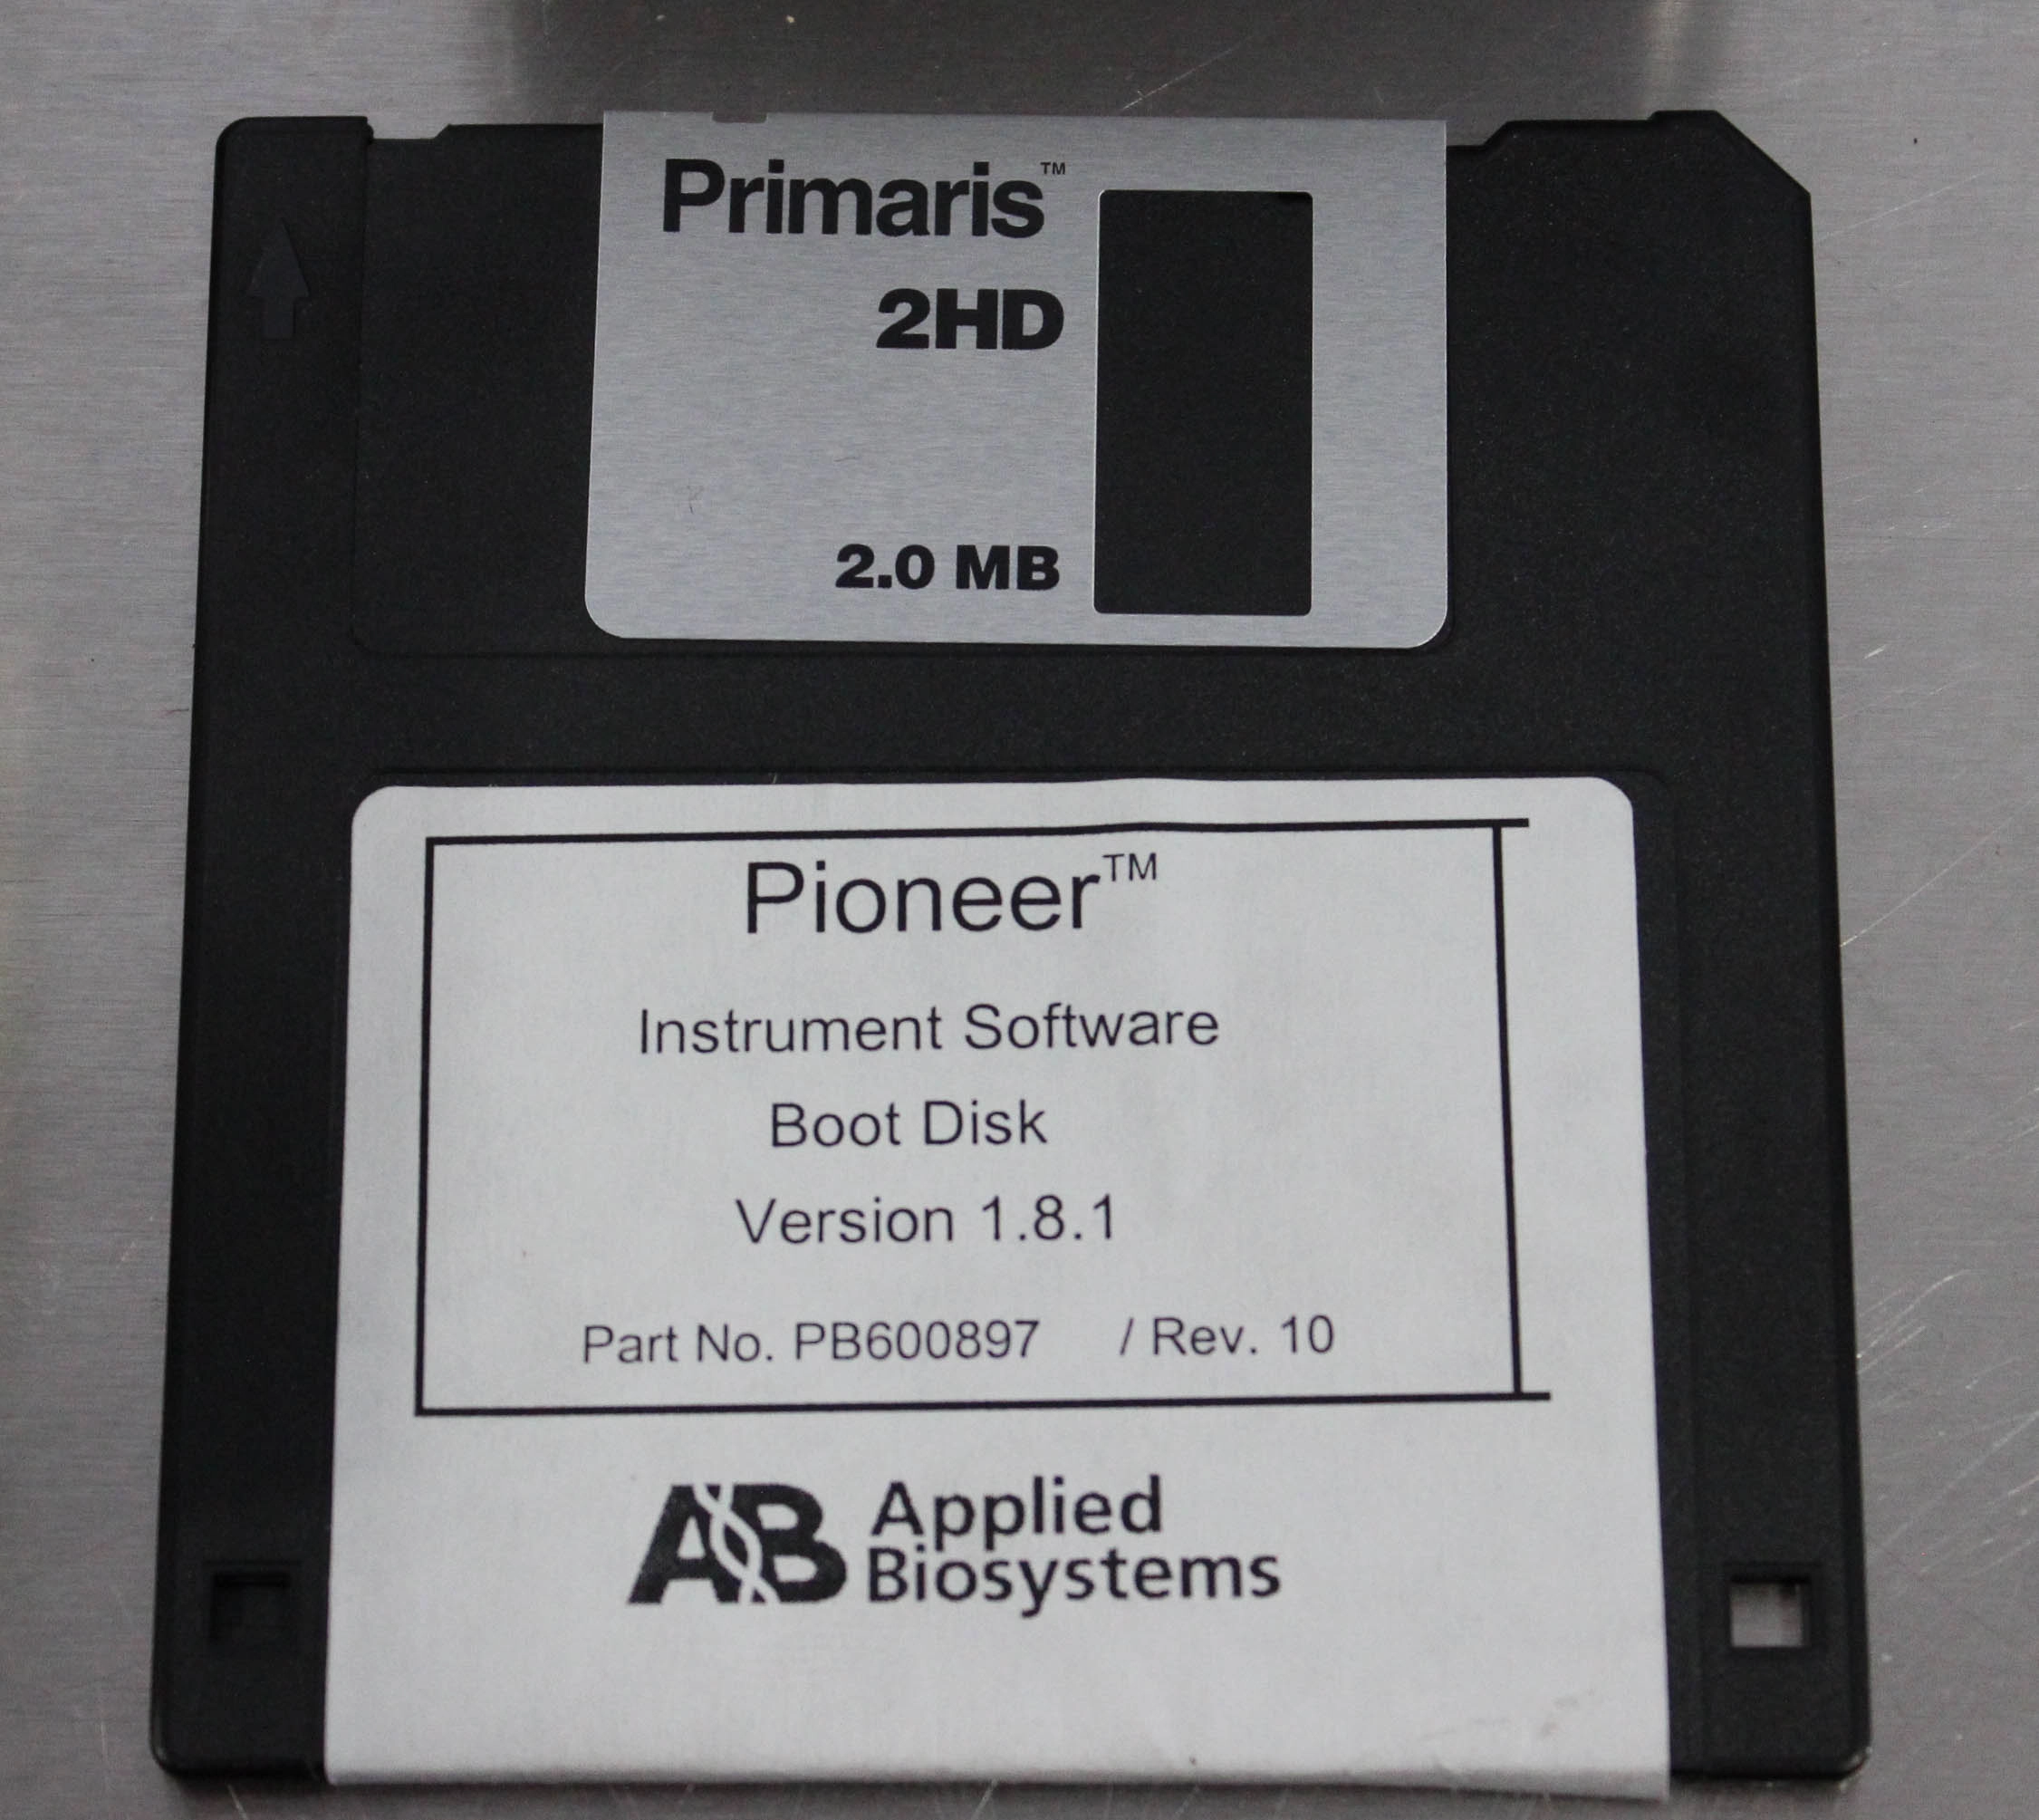 Primaris™
2HD
2.0 MB
Pioneer™
Instrument Software
Boot Disk
Version 1.8.1
Part No. PB600897 / Rev. 10
AB Applied
Biosystems